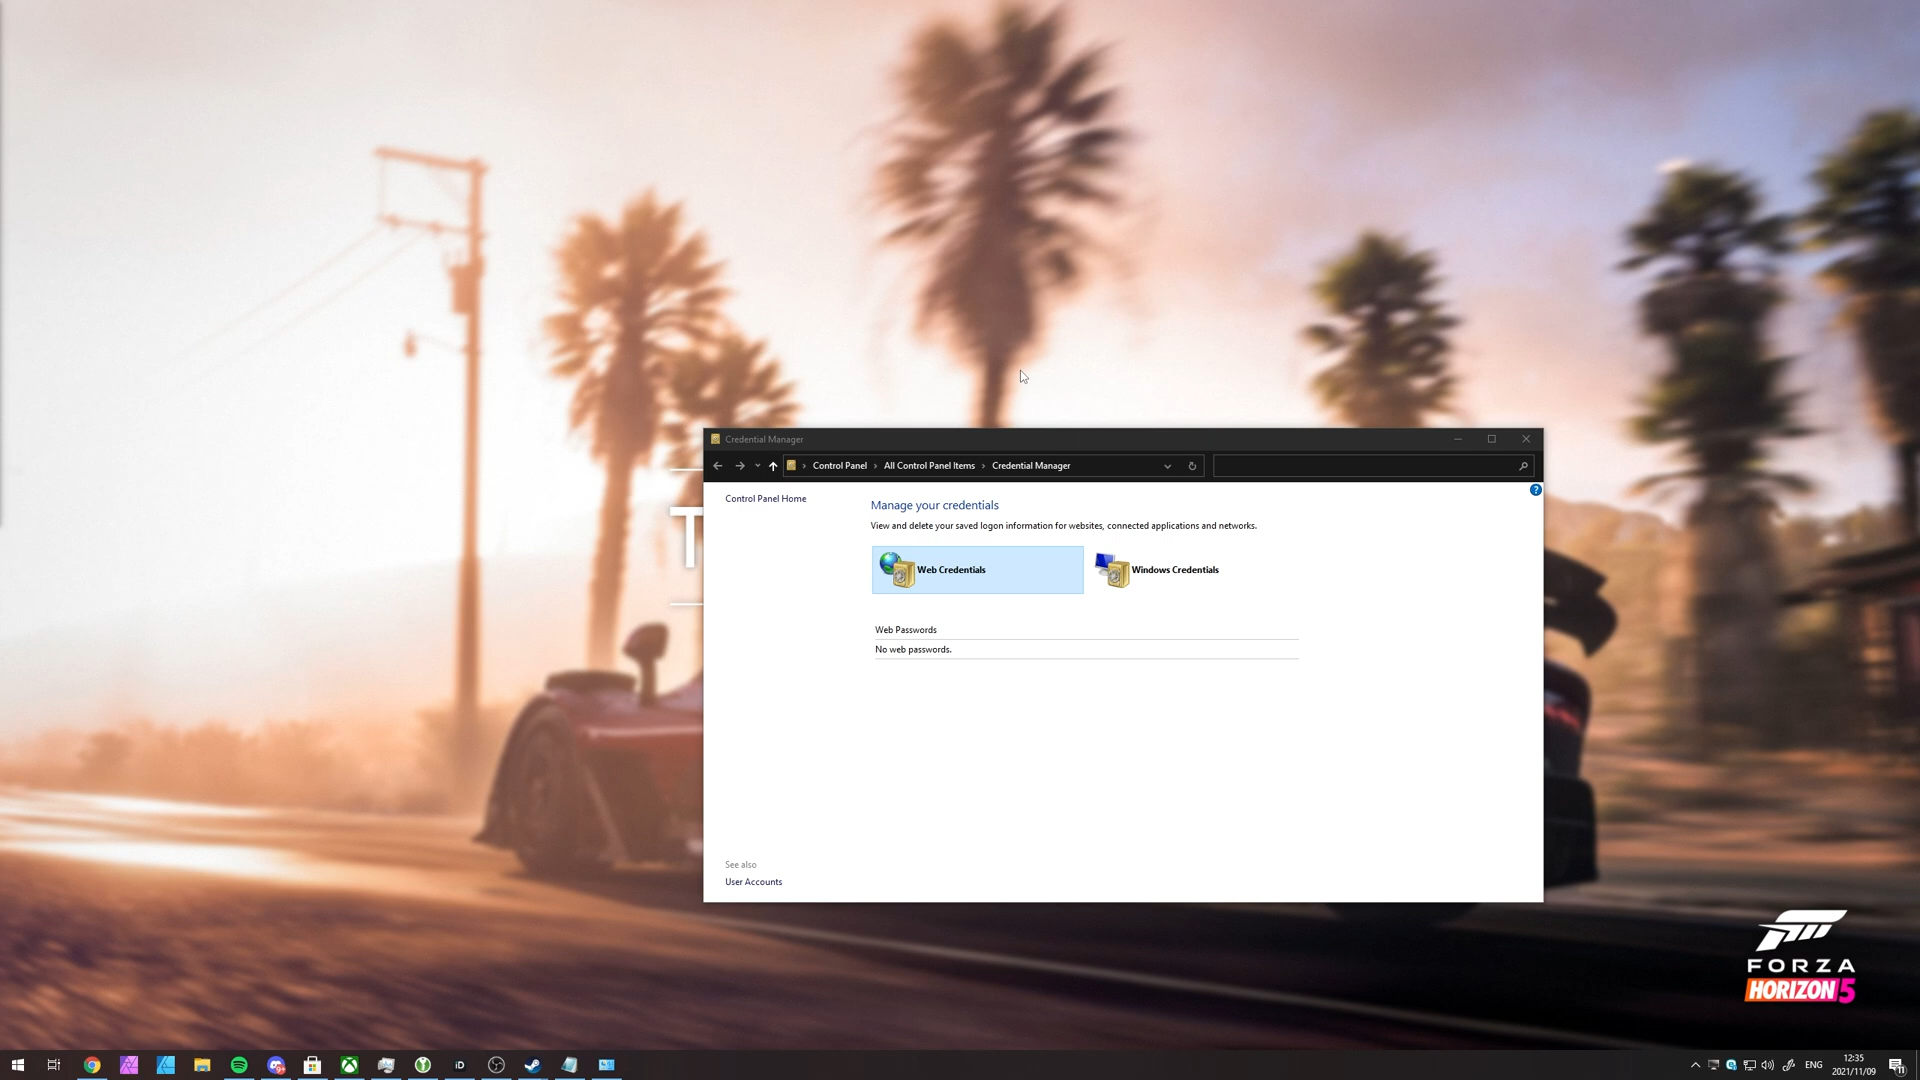 Credential Manager
Control Panel All Control Panel Items Credential Manager
Control Panel Home
Manage your credentials
View and delete your saved logon information for websites, connected applications and networks.
Web Credentials
Windows Credentials
T
Web Passwords
No web passwords.
See also
User Accounts
FORZA
HORIZON 5
iD
ENG
12:35
2021/11/09
11